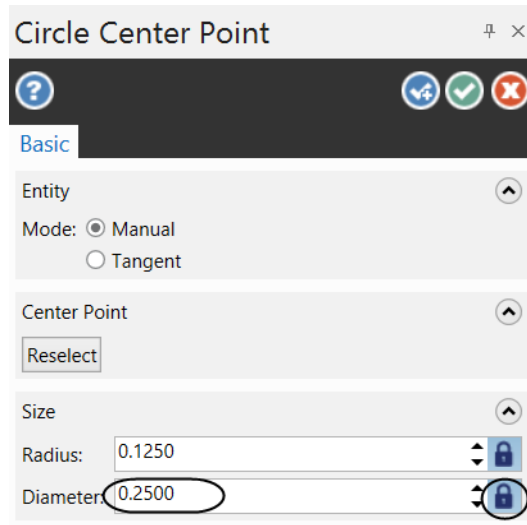 Circle Center Point
Basic
Entity
Mode: Manual
Tangent
Center Point
Reselect
Size
Radius: 0.1250
Diameter: 0.2500